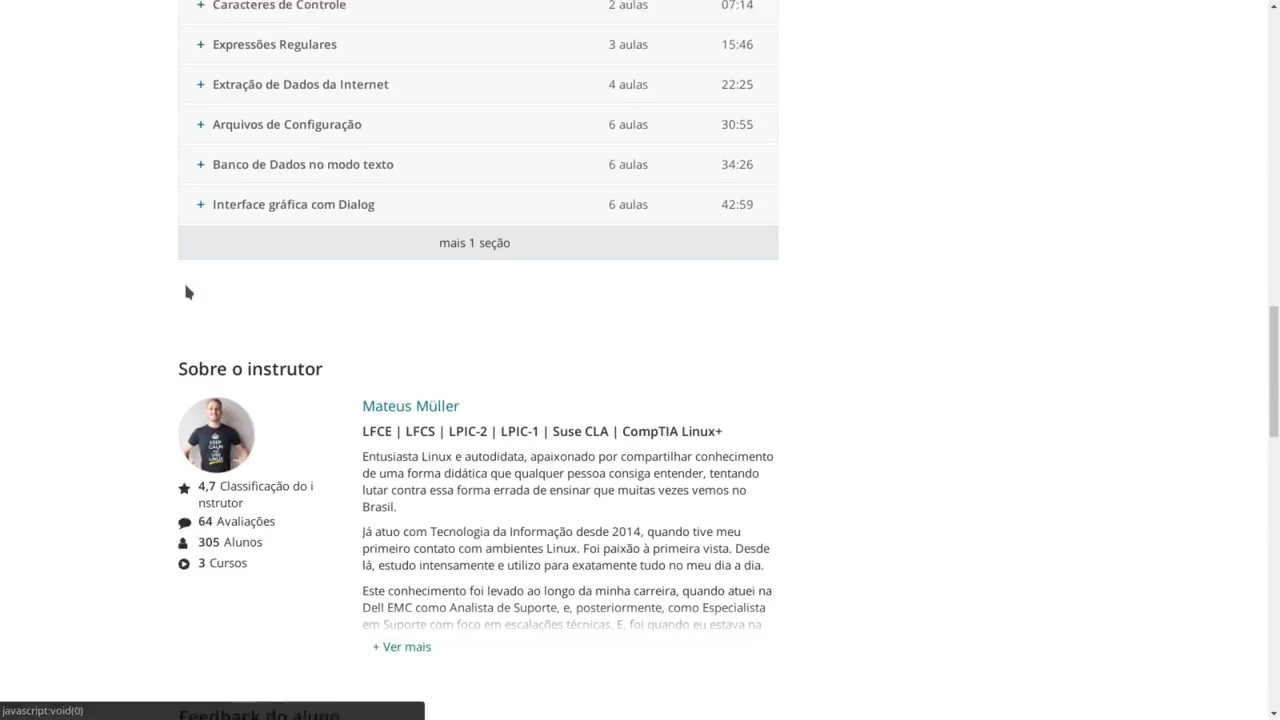 + Caracteres de Controle 2 aulas 07:14
+ Expressões Regulares 3 aulas 15:46
+ Extração de Dados da Internet 4 aulas 22:25
+ Arquivos de Configuração 6 aulas 30:55
+ Banco de Dados no modo texto 6 aulas 34:26
+ Interface gráfica com Dialog 6 aulas 42:59
mais 1 seção
Sobre o instrutor
4,7 Classificação do i
nstrutor
64 Avaliações
305 Alunos
3 Cursos
Mateus Müller
LFCE | LFCS | LPIC-2 | LPIC-1 | Suse CLA | CompTIA Linux+
Entusiasta Linux e autodidata, apaixonado por compartilhar conhecimento
de uma forma didática que qualquer pessoa consiga entender, tentando
lutar contra essa forma errada de ensinar que muitas vezes vemos no
Brasil.
Já atuo com Tecnologia da Informação desde 2014, quando tive meu
primeiro contato com ambientes Linux. Foi paixão à primeira vista. Desde
lá, estudo intensamente e utilizo para exatamente tudo no meu dia a dia.
Este conhecimento foi levado ao longo da minha carreira, quando atuei na
Dell EMC como Analista de Suporte, e, posteriormente, como Especialista
em Suporte com foco em escalações técnicas. E, foi quando eu estava na
+ Ver mais
Feedback do aluno
javascript:void(0)